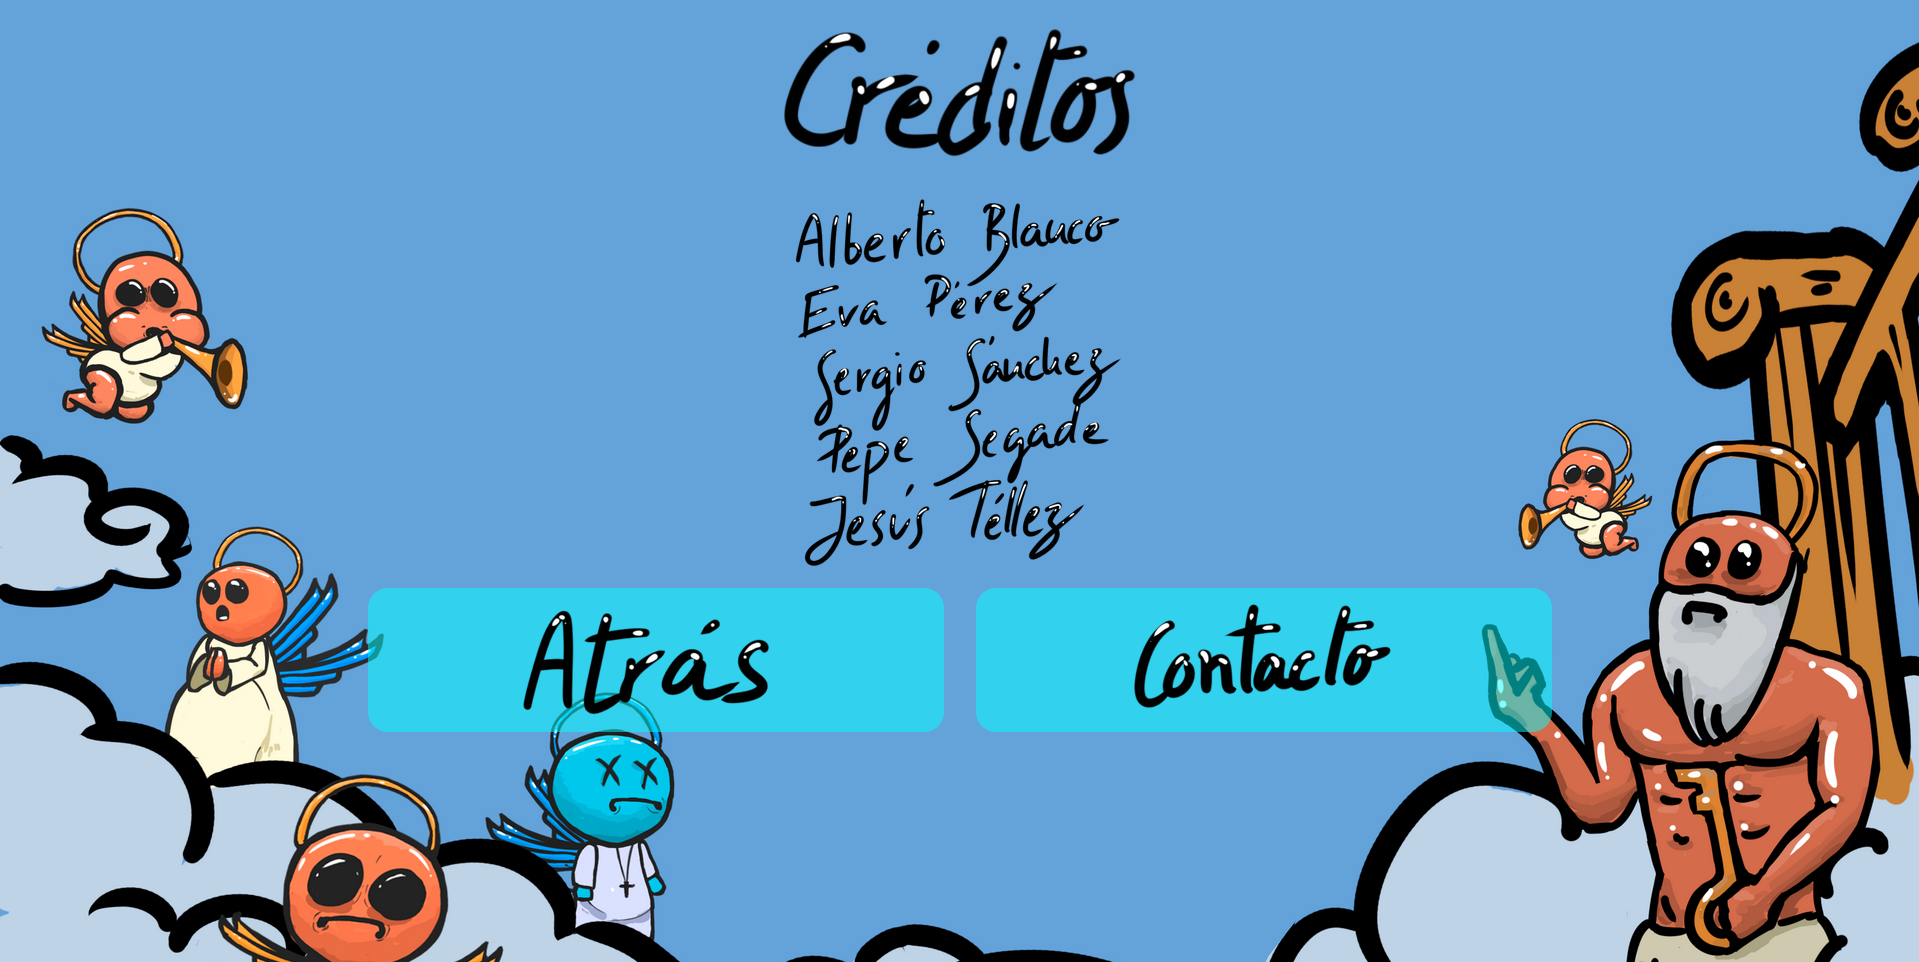 Créditos
Alberto Blanco
Eva Pérez
Sergio Sánchez
Pepe Segade
Jesús Téllez
Atrás
Contacto